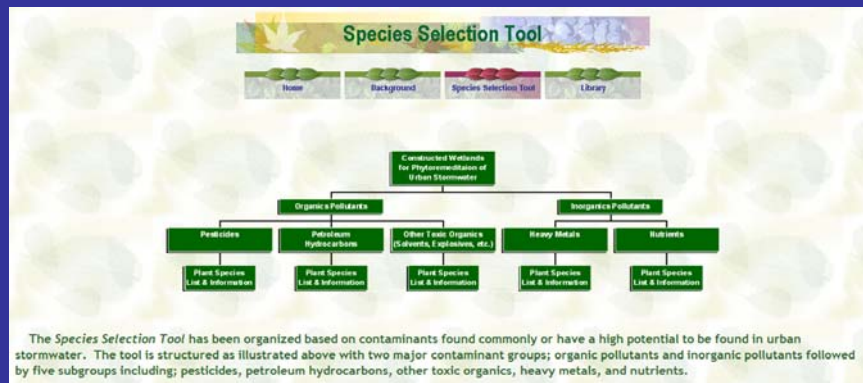 Species Selection Tool
Home Background Species Selection Tool Library
Constructed Wetlands
for Phytoremeditaion of
Urban Stormwater
Organics Pollutants Inorganics Pollutants
Pesticides
Petroleum
Hydrocarbons
Other Toxic Organics
(Solvents, Explosives, etc.)
Heavy Metals
Nutrients
Plant Species
List & Information
Plant Species
List & Information
Plant Species
List & Information
Plant Species
List & Information
Plant Species
List & Information
The Species Selection Tool has been organized based on contaminants found commonly or have a high potential to be found in urban
stormwater. The tool is structured as illustrated above with two major contaminant groups; organic pollutants and inorganic pollutants followed
by five subgroups including; pesticides, petroleum hydrocarbons, other toxic organics, heavy metals, and nutrients.